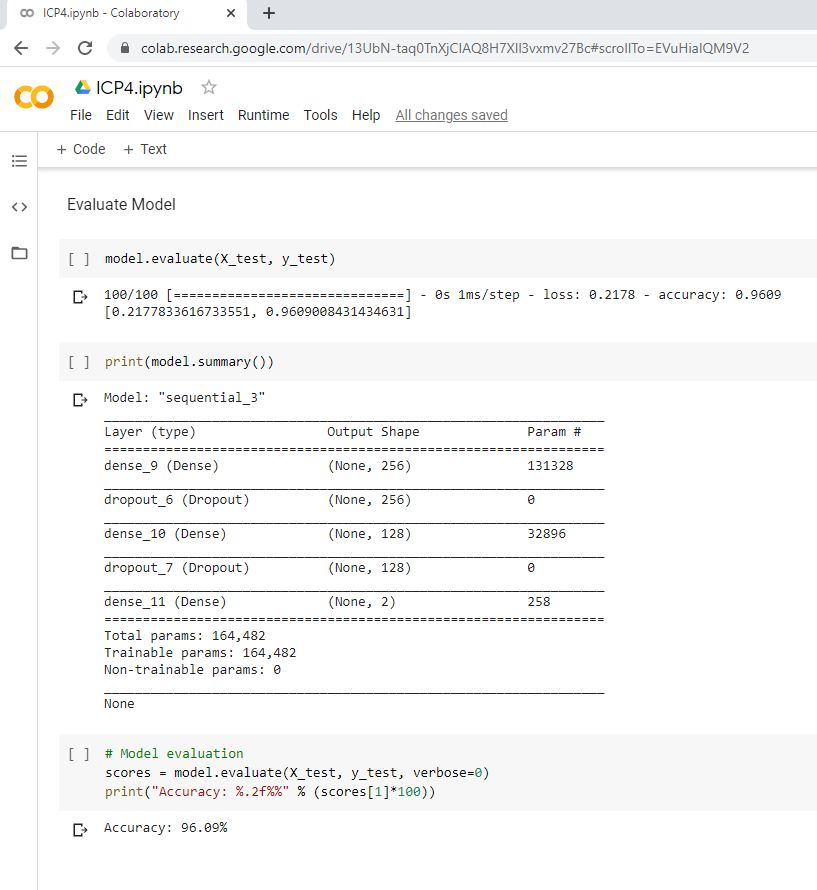 ICP4.ipynb - Colaboratory
colab.research.google.com/drive/13UbN-taq0TnXjCIAQ8H7XII3vxmv27Bc#scrollTo=EVuHiaIQM9V2
ICP4.ipynb
File Edit View Insert Runtime Tools Help All changes saved
+ Code + Text
Evaluate Model
[ ] model.evaluate(X_test, y_test)
100/100 [==============================] - 0s 1ms/step - loss: 0.2178 - accuracy: 0.9609
[0.2177833616733551, 0.9609008431434631]
[ ] print(model.summary())
Model: "sequential_3"
_________________________________________________________________
Layer (type) Output Shape Param #
=================================================================
dense_9 (Dense) (None, 256) 131328
_________________________________________________________________
dropout_6 (Dropout) (None, 256) 0
_________________________________________________________________
dense_10 (Dense) (None, 128) 32896
_________________________________________________________________
dropout_7 (Dropout) (None, 128) 0
_________________________________________________________________
dense_11 (Dense) (None, 2) 258
=================================================================
Total params: 164,482
Trainable params: 164,482
Non-trainable params: 0
_________________________________________________________________
None
[ ] # Model evaluation
scores = model.evaluate(X_test, y_test, verbose=0)
print("Accuracy: %.2f%%" % (scores[1]*100))
Accuracy: 96.09%